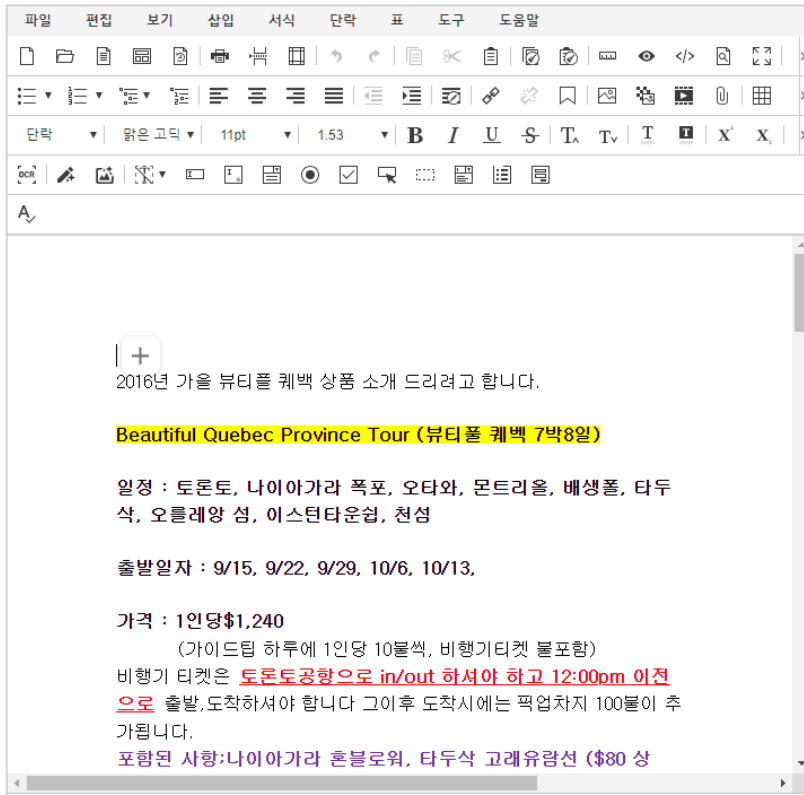 파일 편집 보기 삽입 서식 단락 표 도구 도움말
단락 맑은 고딕 11pt 1.53
2016년 가을 뷰티플 퀘백 상품 소개 드리려고 합니다.
Beautiful Quebec Province Tour (뷰티풀 퀘벡 7박8일)
일정 : 토론토, 나이아가라 폭포, 오타와, 몬트리올, 배생폴, 타두
삭, 오를레앙 섬, 이스턴타운쉽, 천섬
출발일자 : 9/15, 9/22, 9/29, 10/6, 10/13,
가격 : 1인당$1,240
(가이드팁 하루에 1인당 10불씩, 비행기티켓 불포함)
비행기 티켓은 토론토공항으로 in/out 하셔야 하고 12:00pm 이전
으로 출발,도착하셔야 합니다 그이후 도착시에는 픽업차지 100불이 추
가됩니다.
포함된 사항;나이아가라 혼블로워, 타두삭 고래유람선 ($80 상